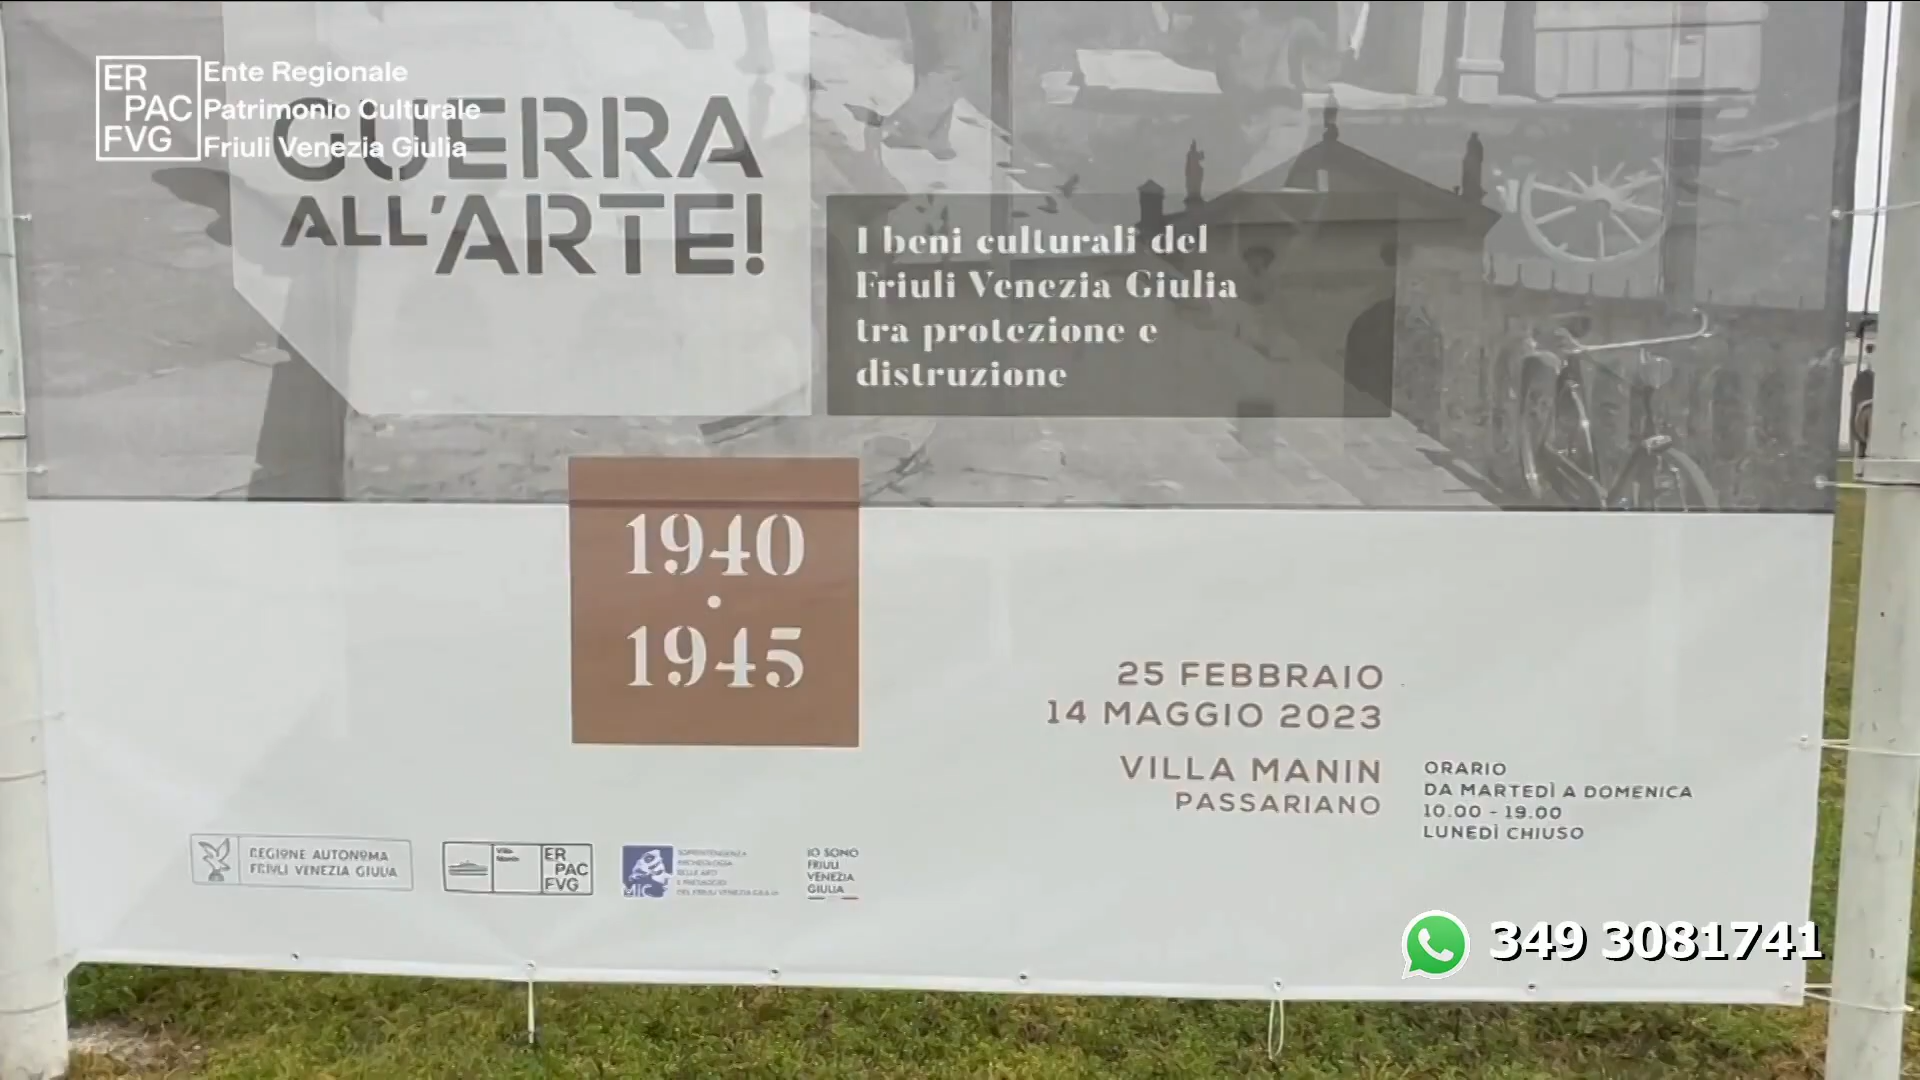 ER
PAC
FVG
Ente Regionale
Patrimonio Culturale
Friuli Venezia Giulia
GUERRA
ALL'ARTE!
I beni culturali del
Friuli Venezia Giulia
tra protezione e
distruzione
1940
·
1945
25 FEBBRAIO
14 MAGGIO 2023
VILLA MANIN
PASSARIANO
ORARIO
DA MARTEDÌ A DOMENICA
10.00 - 19.00
LUNEDÌ CHIUSO
REGIONE AUTONOMA
FRIULI VENEZIA GIULIA
Villa
Manin
ER
PAC
FVG
MiC
SOPRINTENDENZA
ARCHEOLOGIA
BELLE ARTI
E PAESAGGIO
DEL FRIULI VENEZIA GIULIA
IO SONO
FRIULI
VENEZIA
GIULIA
349 3081741